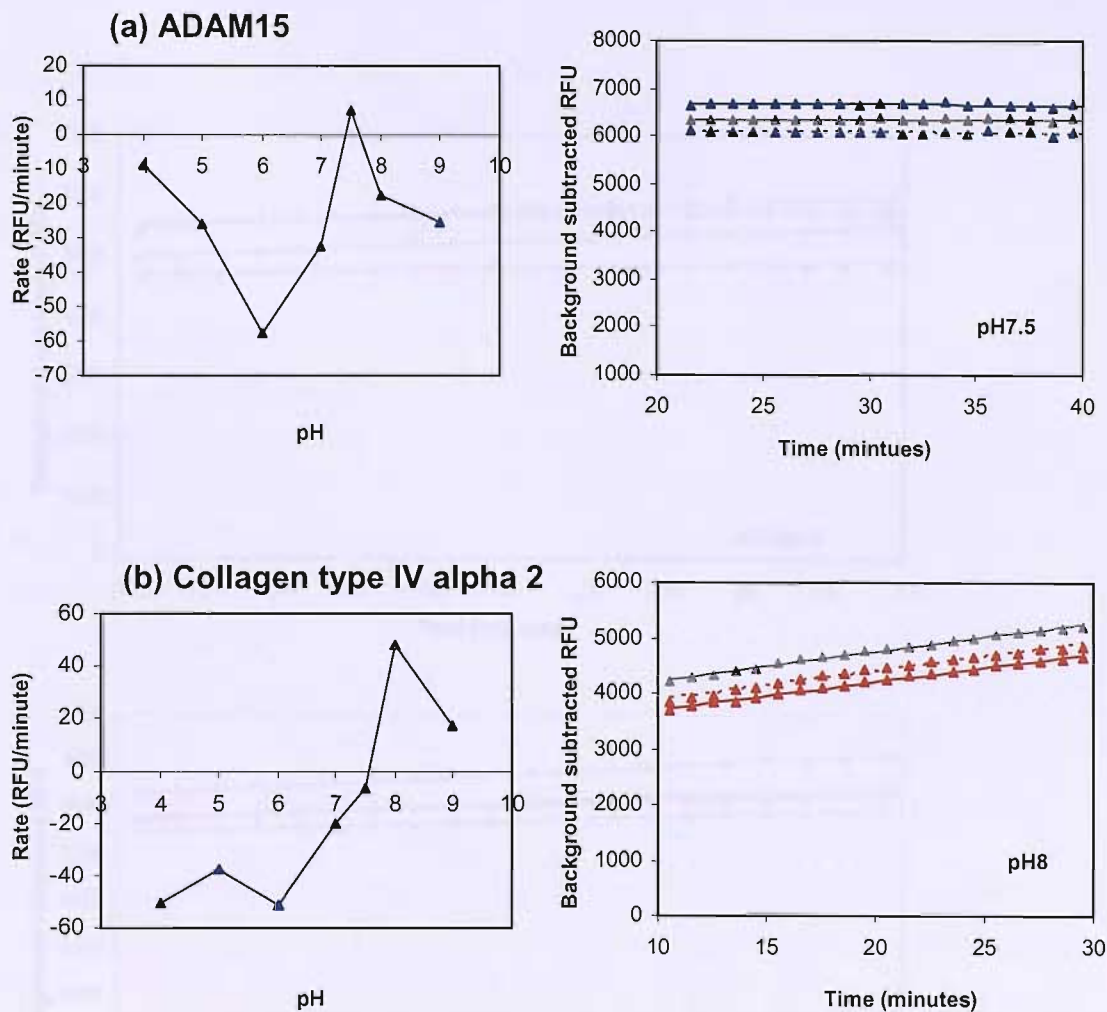 (a) ADAM15
Rate (RFU/minute)
20
10
0
-10
-20
-30
-40
-50
-60
-70
3 4 5 6 7 8 9 10
pH
Background subtracted RFU
8000
7000
6000
5000
4000
3000
2000
1000
pH7.5
20 25 30 35 40
Time (mintues)
(b) Collagen type IV alpha 2
Rate (RFU/minute)
60
40
20
0
-20
-40
-60
3 4 5 6 7 8 9 10
pH
Background subtracted RFU
6000
5000
4000
3000
2000
1000
0
pH8
10 15 20 25 30
Time (minutes)